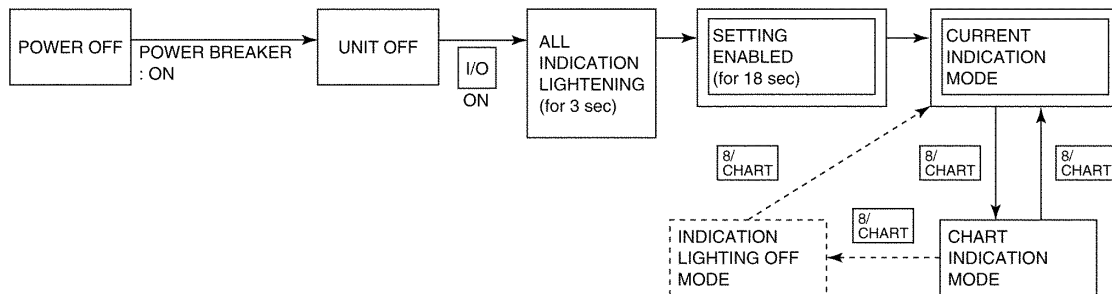 POWER OFF
POWER BREAKER
: ON
UNIT OFF
I/O
ON
ALL
INDICATION
LIGHTENING
(for 3 sec)
SETTING
ENABLED
(for 18 sec)
CURRENT
INDICATION
MODE
8/
CHART
8/
CHART
8/
CHART
8/
CHART
INDICATION
LIGHTING OFF
MODE
CHART
INDICATION
MODE